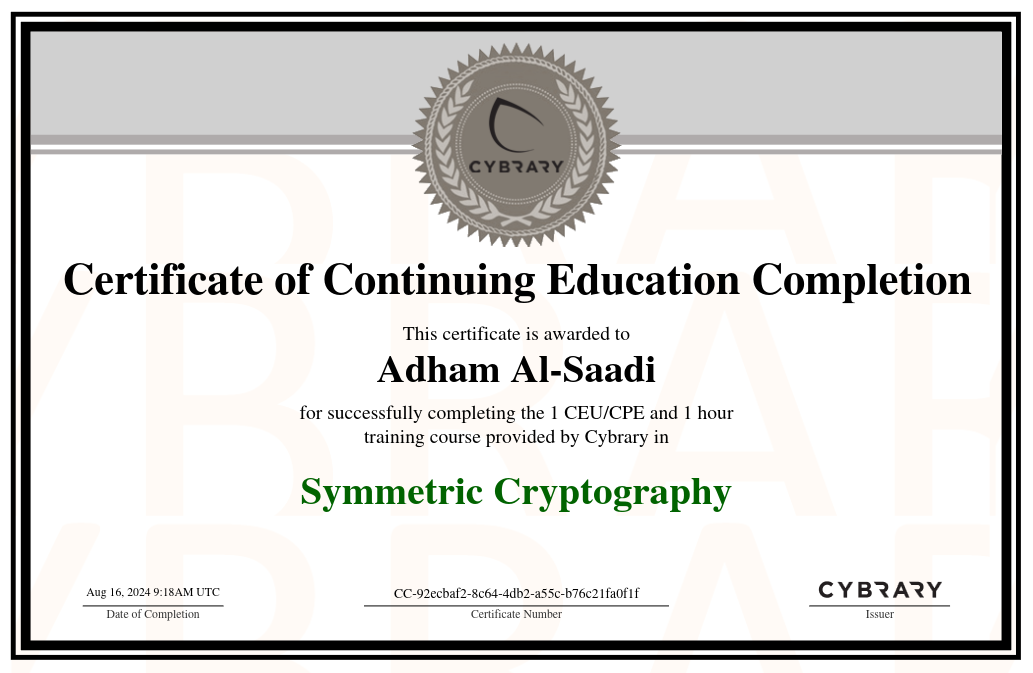 CYBRARY
Certificate of Continuing Education Completion
This certificate is awarded to
Adham Al-Saadi
for successfully completing the 1 CEU/CPE and 1 hour
training course provided by Cybrary in
Symmetric Cryptography
Aug 16, 2024 9:18AM UTC
Date of Completion
CC-92ecbaf2-8c64-4db2-a55c-b76c21fa0f1f
Certificate Number
CYBRARY
Issuer